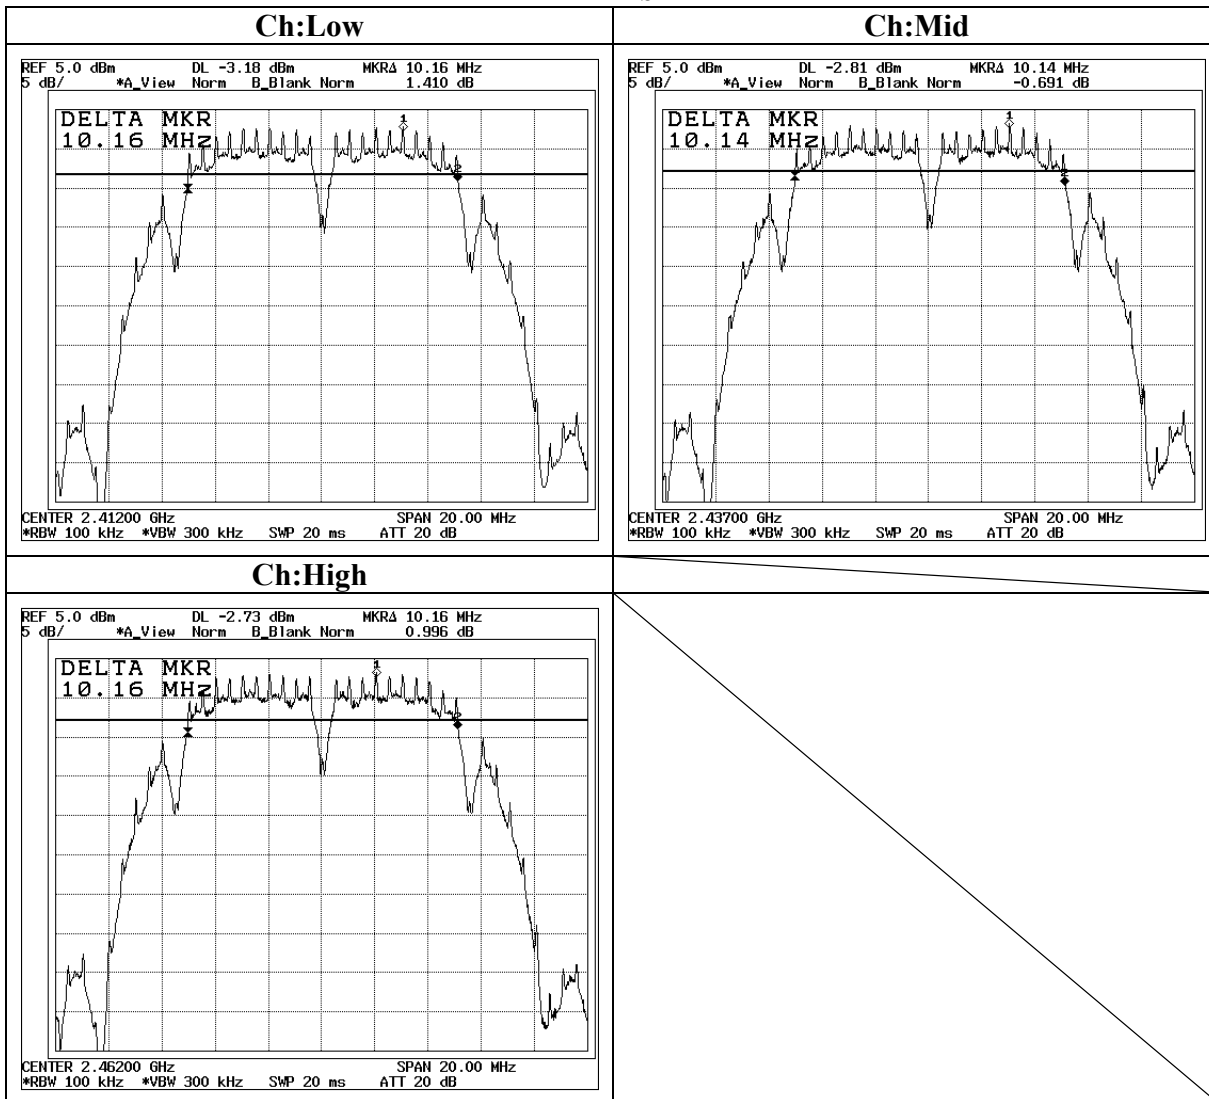 Ch:Low
Ch:Mid
REF 5.0 dBm DL -3.18 dBm MKRΔ 10.16 MHz
5 dB/ *A_View Norm B_Blank Norm 1.410 dB
DELTA MKR
10.16 MHz
1
2
CENTER 2.41200 GHz SPAN 20.00 MHz
*RBW 100 kHz *VBW 300 kHz SWP 20 ms ATT 20 dB
REF 5.0 dBm DL -2.81 dBm MKRΔ 10.14 MHz
5 dB/ *A_View Norm B_Blank Norm -0.691 dB
DELTA MKR
10.14 MHz
1
2
CENTER 2.43700 GHz SPAN 20.00 MHz
*RBW 100 kHz *VBW 300 kHz SWP 20 ms ATT 20 dB
Ch:High
REF 5.0 dBm DL -2.73 dBm MKRΔ 10.16 MHz
5 dB/ *A_View Norm B_Blank Norm 0.996 dB
DELTA MKR
10.16 MHz
1
2
CENTER 2.46200 GHz SPAN 20.00 MHz
*RBW 100 kHz *VBW 300 kHz SWP 20 ms ATT 20 dB